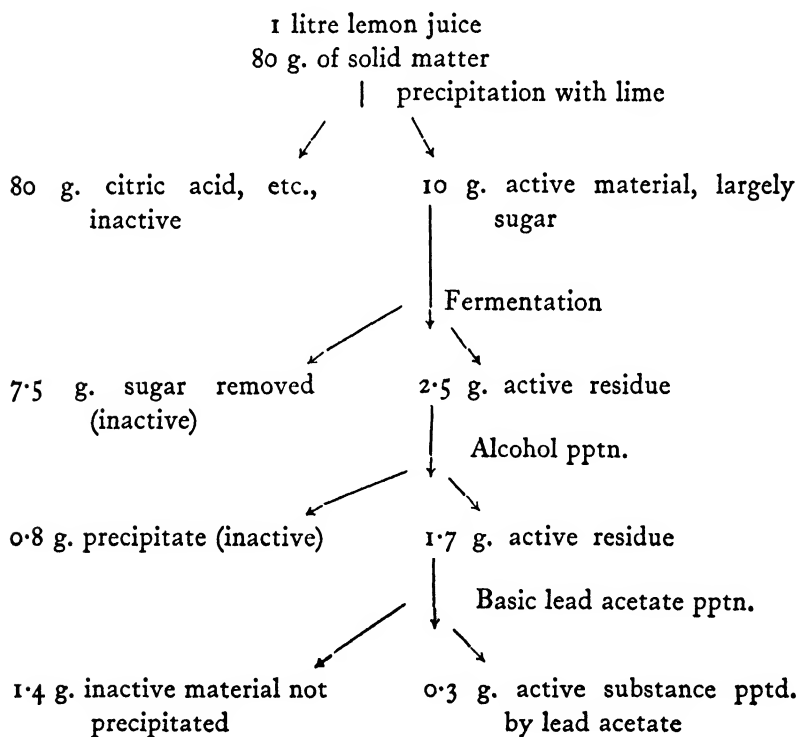 1 litre lemon juice
80 g. of solid matter
precipitation with lime
80 g. citric acid, etc.,
inactive
10 g. active material, largely
sugar
Fermentation
7·5 g. sugar removed
(inactive)
2·5 g. active residue
Alcohol pptn.
0·8 g. precipitate (inactive)
1·7 g. active residue
Basic lead acetate pptn.
1·4 g. inactive material not
precipitated
0·3 g. active substance pptd.
by lead acetate